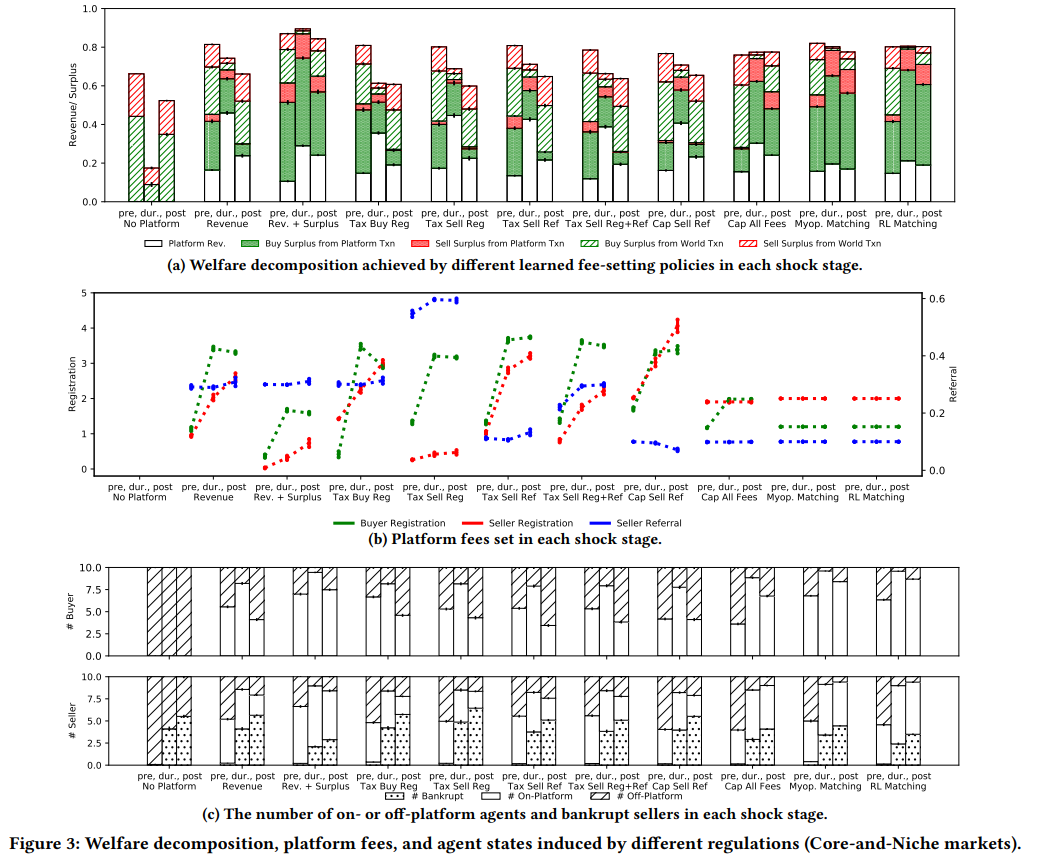 1.0
0.8
0.6
0.4
0.2
0.0
Revenue/ Surplus
pre, dur., post pre, dur., post pre, dur., post pre, dur., post pre, dur., post pre, dur., post pre, dur., post pre, dur., post pre, dur., post pre, dur., post pre, dur., post
No Platform Revenue Rev. + Surplus Tax Buy Reg Tax Sell Reg Tax Sell Ref Tax Sell Reg+Ref Cap Sell Ref Cap All Fees Myop. Matching RL Matching
Platform Rev. Buy Surplus from Platform Txn Sell Surplus from Platform Txn Buy Surplus from World Txn Sell Surplus from World Txn
(a) Welfare decomposition achieved by different learned fee-setting policies in each shock stage.
5
4
3
2
1
0
Registration
0.6
0.4
0.2
0.0
Referral
pre, dur., post pre, dur., post pre, dur., post pre, dur., post pre, dur., post pre, dur., post pre, dur., post pre, dur., post pre, dur., post pre, dur., post pre, dur., post
No Platform Revenue Rev. + Surplus Tax Buy Reg Tax Sell Reg Tax Sell Ref Tax Sell Reg+Ref Cap Sell Ref Cap All Fees Myop. Matching RL Matching
Buyer Registration Seller Registration Seller Referral
(b) Platform fees set in each shock stage.
10.0
7.5
5.0
2.5
0.0
# Buyer
10.0
7.5
5.0
2.5
0.0
# Seller
pre, dur., post pre, dur., post pre, dur., post pre, dur., post pre, dur., post pre, dur., post pre, dur., post pre, dur., post pre, dur., post pre, dur., post pre, dur., post
No Platform Revenue Rev. + Surplus Tax Buy Reg Tax Sell Reg Tax Sell Ref Tax Sell Reg+Ref Cap Sell Ref Cap All Fees Myop. Matching RL Matching
# Bankrupt # On-Platform # Off-Platform
(c) The number of on- or off-platform agents and bankrupt sellers in each shock stage.
Figure 3: Welfare decomposition, platform fees, and agent states induced by different regulations (Core-and-Niche markets).